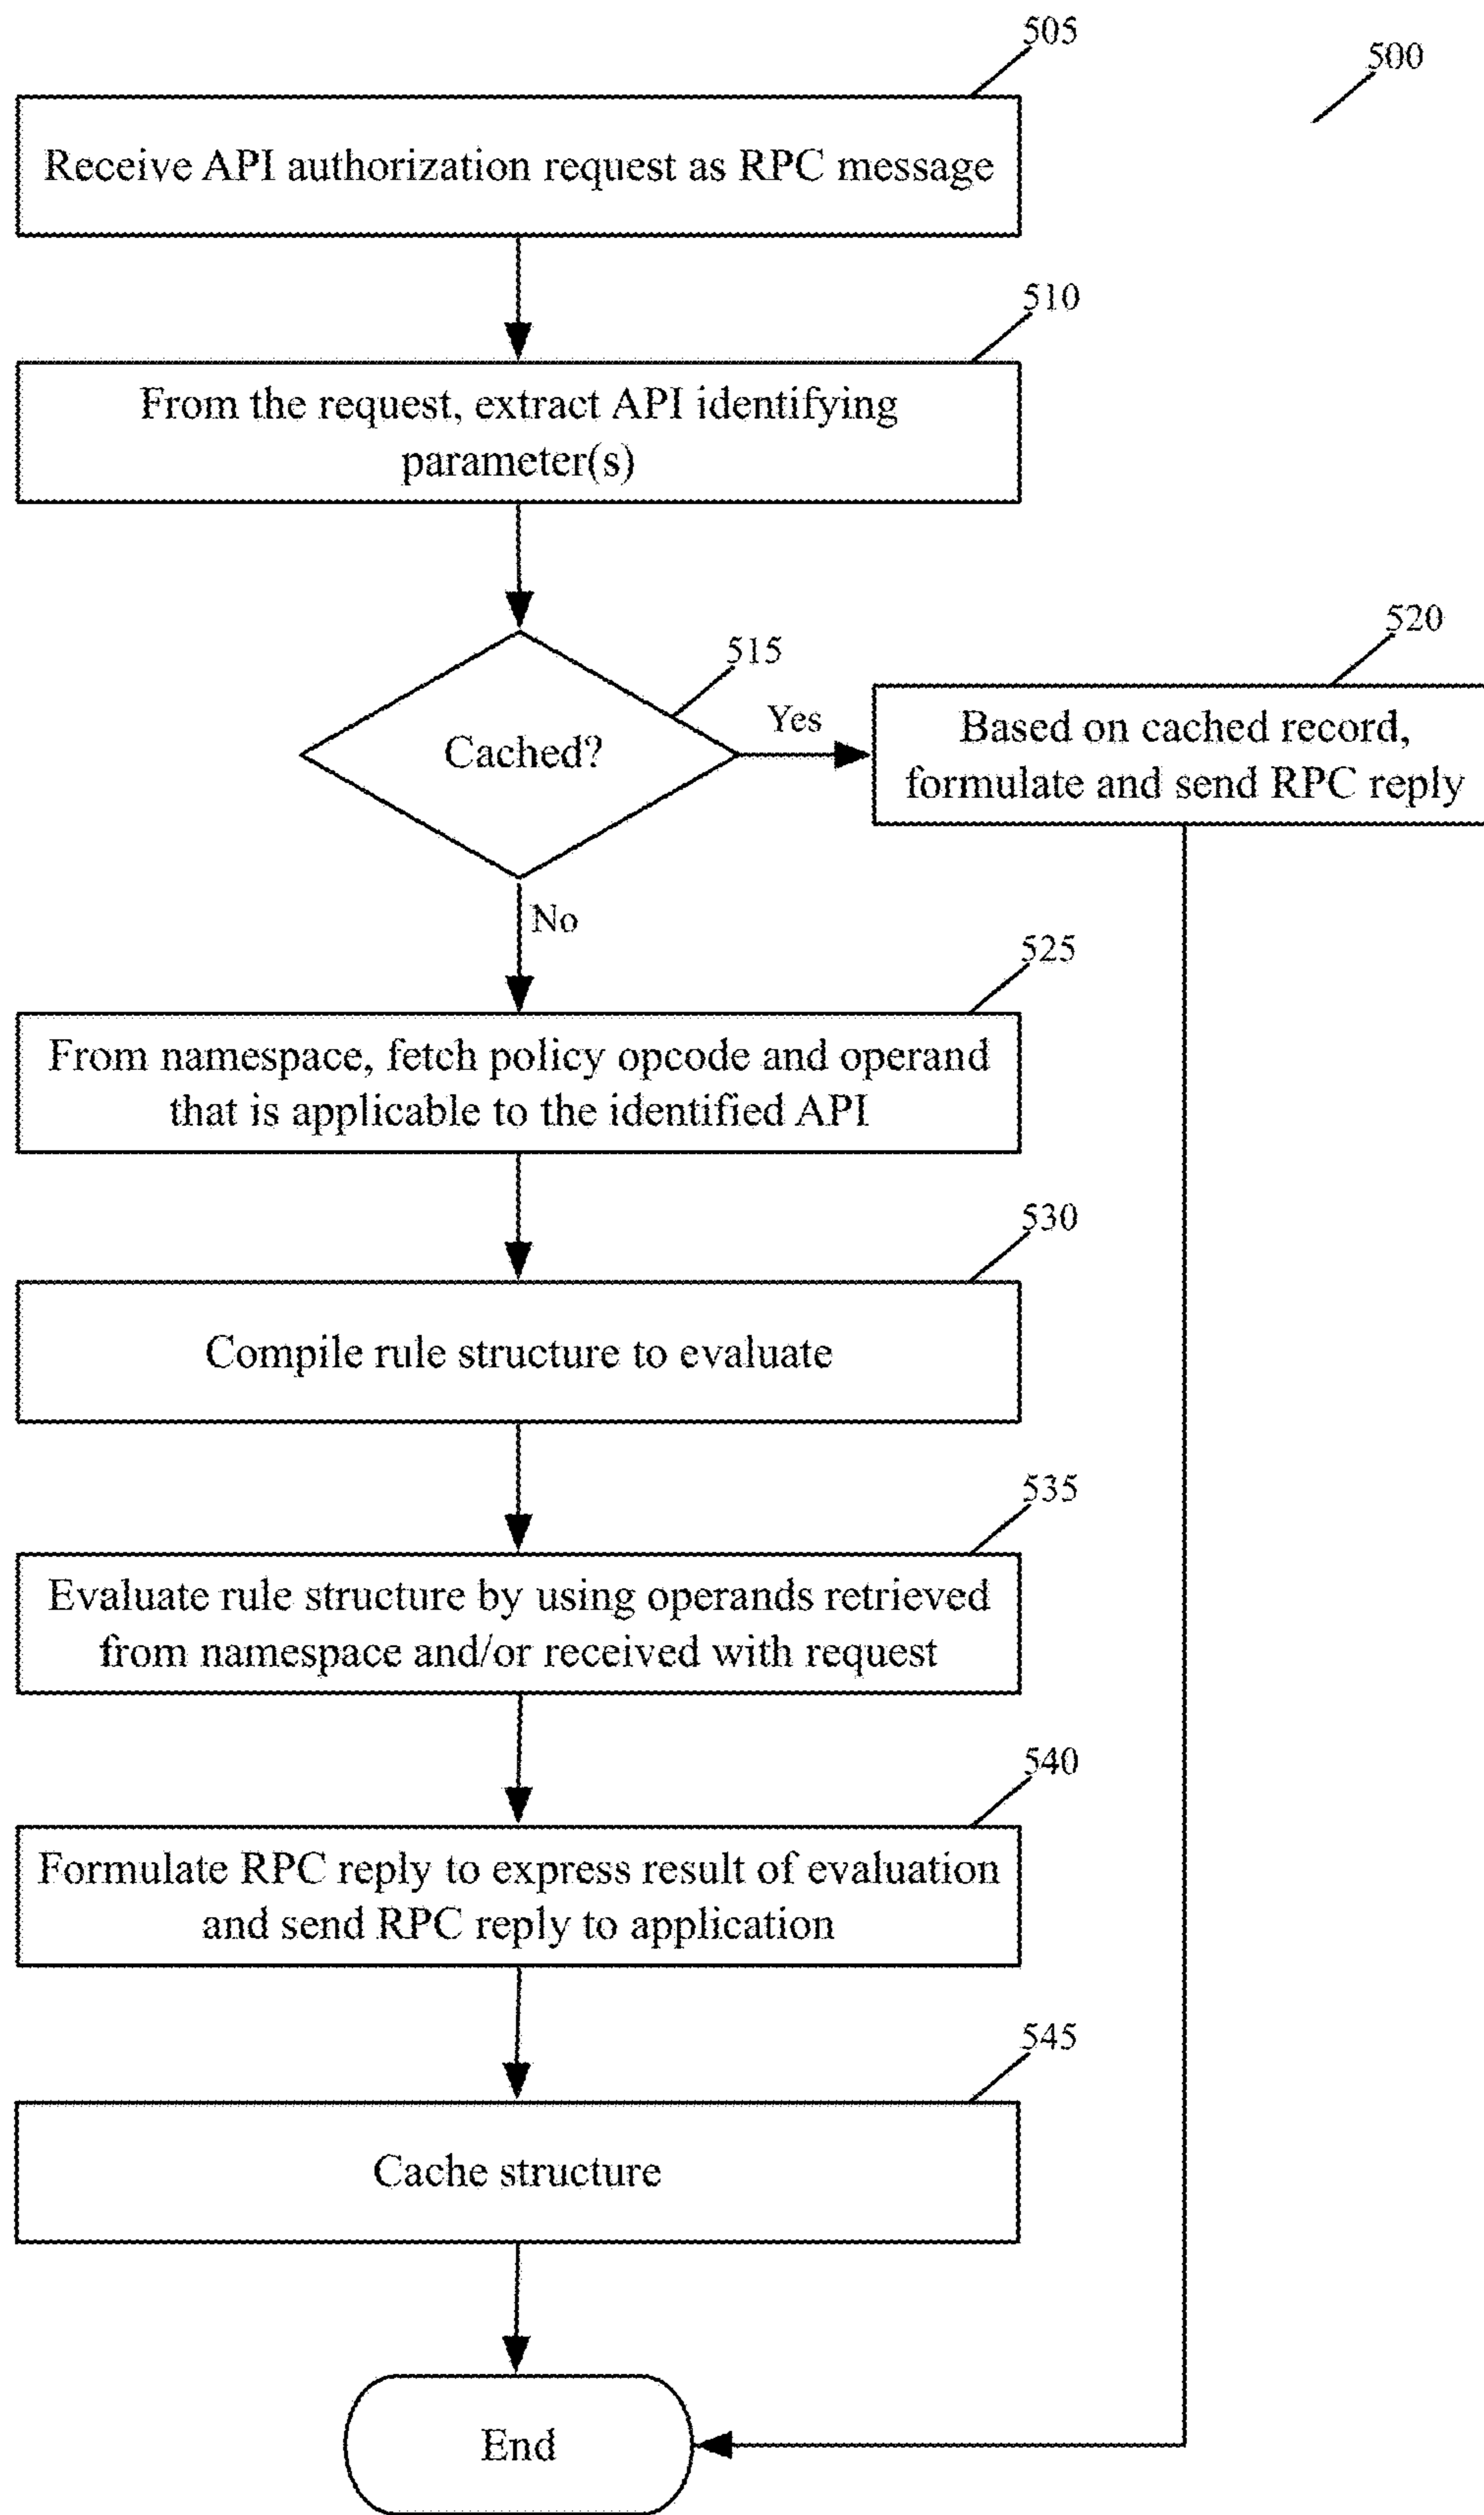 505
500
Receive API authorization request as RPC message
510
From the request, extract API identifying
parameter(s)
515
Cached?
Yes
520
Based on cached record,
formulate and send RPC reply
No
525
From namespace, fetch policy opcode and operand
that is applicable to the identified API
530
Compile rule structure to evaluate
535
Evaluate rule structure by using operands retrieved
from namespace and/or received with request
540
Formulate RPC reply to express result of evaluation
and send RPC reply to application
545
Cache structure
End